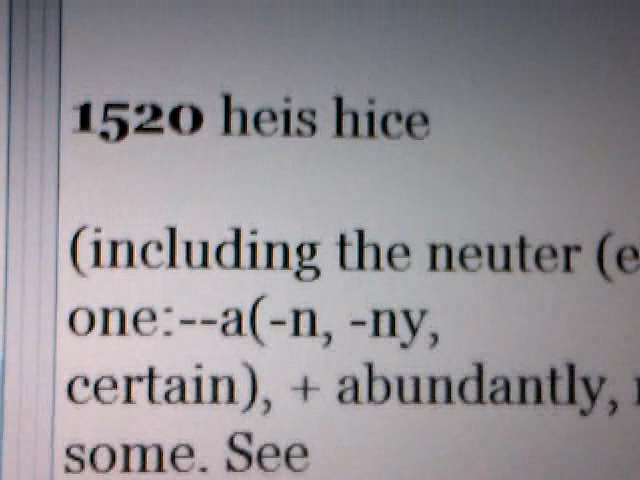 1520 heis hice
(including the neuter (e
one:--a(-n, -ny,
certain), + abundantly,
some. See